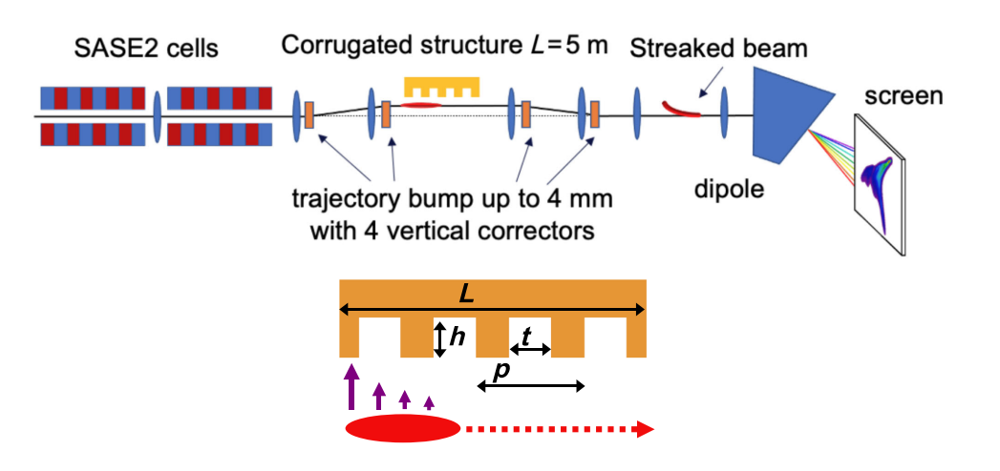 SASE2 cells
Corrugated structure L=5 m
Streaked beam
screen
dipole
trajectory bump up to 4 mm
with 4 vertical correctors
L
h
t
p